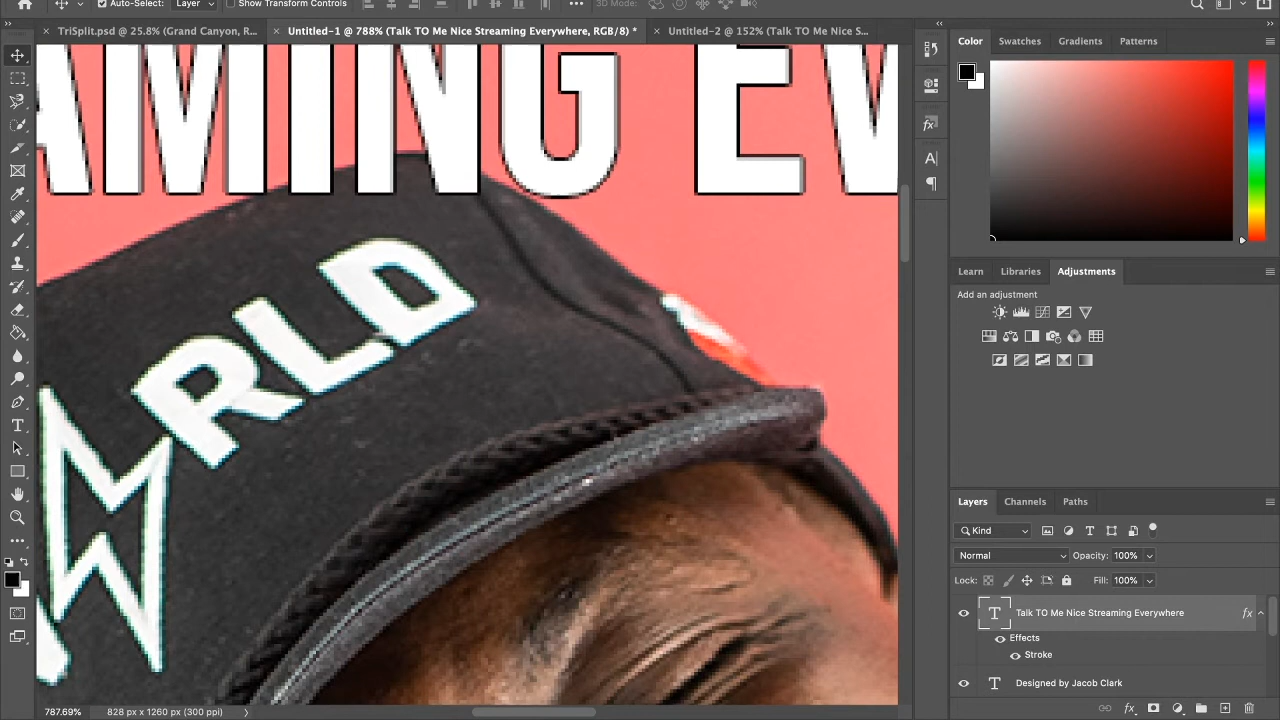 Auto-Select: Layer Show Transform Controls 3D Mode:
TriSplit.psd @ 25.8% (Grand Canyon, R... Untitled-1 @ 788% (Talk TO Me Nice Streaming Everywhere, RGB/8) * Untitled-2 @ 152% (Talk TO Me Nice S...
AMING EV
RLD
Color Swatches Gradients Patterns
Learn Libraries Adjustments
Add an adjustment
Layers Channels Paths
Kind
Normal Opacity: 100%
Lock: Fill: 100%
Talk TO Me Nice Streaming Everywhere fx
Effects
Stroke
Designed by Jacob Clark
787.69% 828 px x 1260 px (300 ppi)